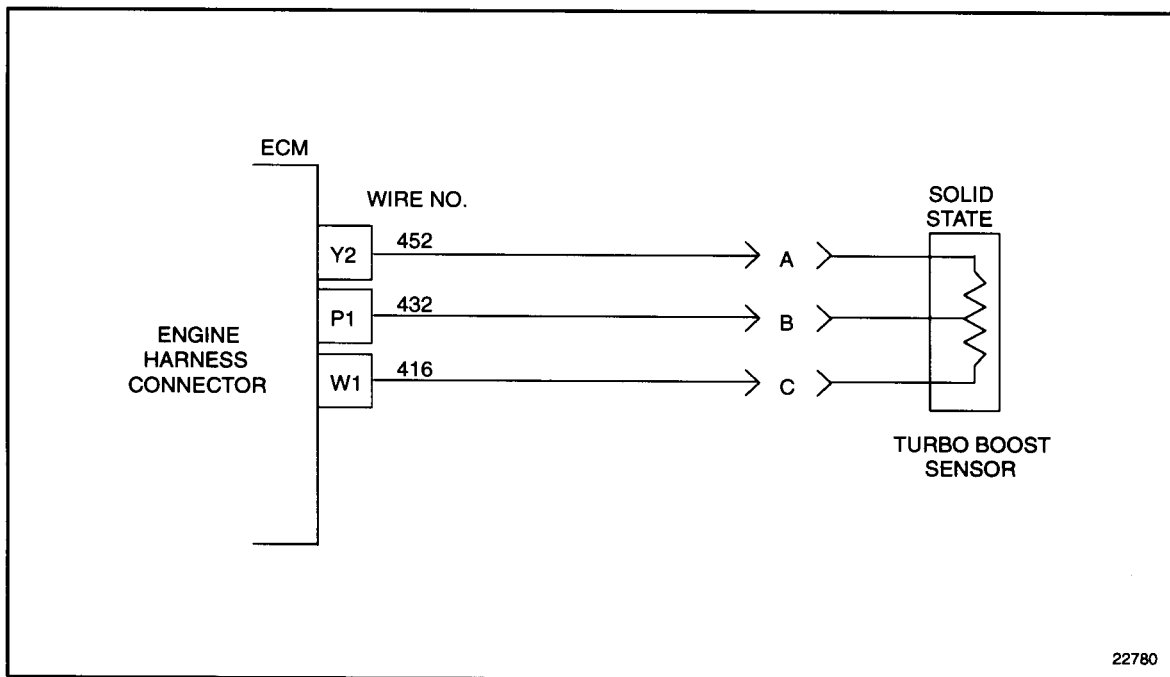 ECM
WIRE NO.
SOLID
STATE
Y2
452
A
P1
432
B
W1
416
C
ENGINE
HARNESS
CONNECTOR
TURBO BOOST
SENSOR
22780